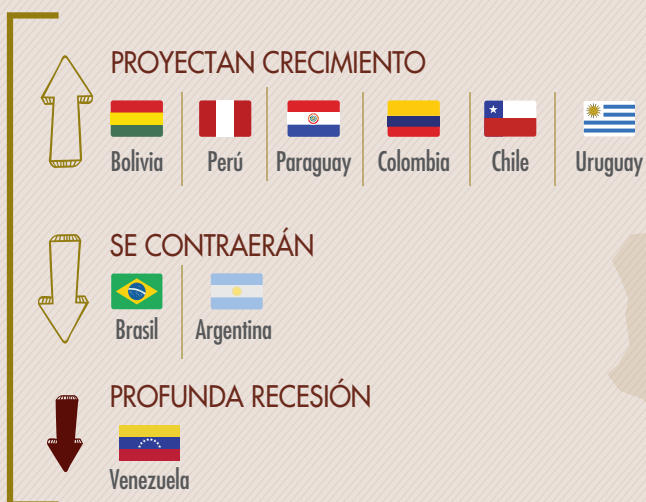 PROYECTAN CRECIMIENTO
Bolivia Perú Paraguay Colombia Chile Uruguay
SE CONTRAERÁN
Brasil Argentina
PROFUNDA RECESIÓN
Venezuela